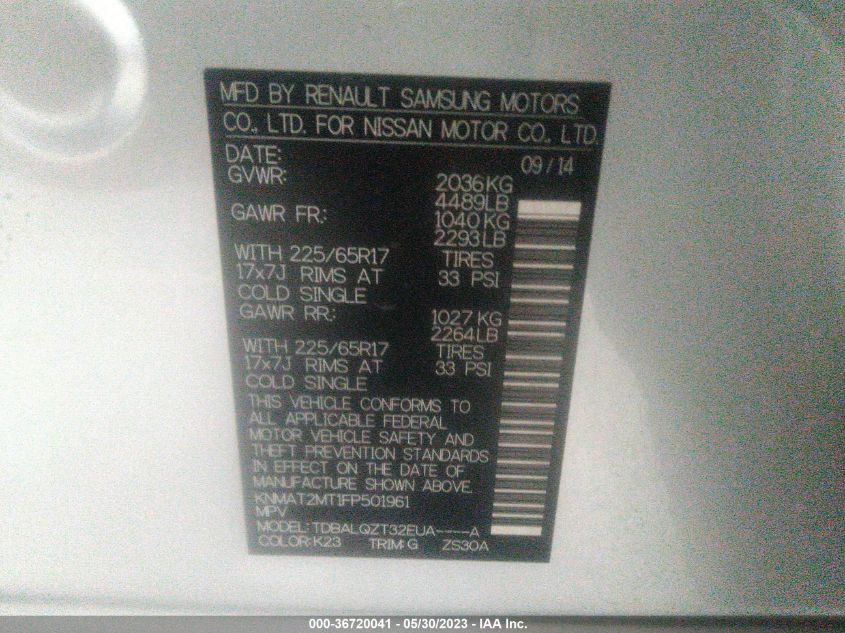 MFD BY RENAULT SAMSUNG MOTORS
CO., LTD. FOR NISSAN MOTOR CO., LTD.
DATE: 09/14
GVWR: 2036KG
4489LB
GAWR FR: 1040KG
2293LB
WITH 225/65R17 TIRES
17x7J RIMS AT 33 PSI
COLD SINGLE
GAWR RR: 1027KG
2264LB
WITH 225/65R17 TIRES
17x7J RIMS AT 33 PSI
COLD SINGLE
THIS VEHICLE CONFORMS TO
ALL APPLICABLE FEDERAL
MOTOR VEHICLE SAFETY AND
THEFT PREVENTION STANDARDS
IN EFFECT ON THE DATE OF
MANUFACTURE SHOWN ABOVE.
KNMAT2MT1FP501961
MPV
MODEL: TDBALQZT32EUA----A
COLOR: K23 TRIM: G ZS30A
000-36720041 - 05/30/2023 - IAA Inc.